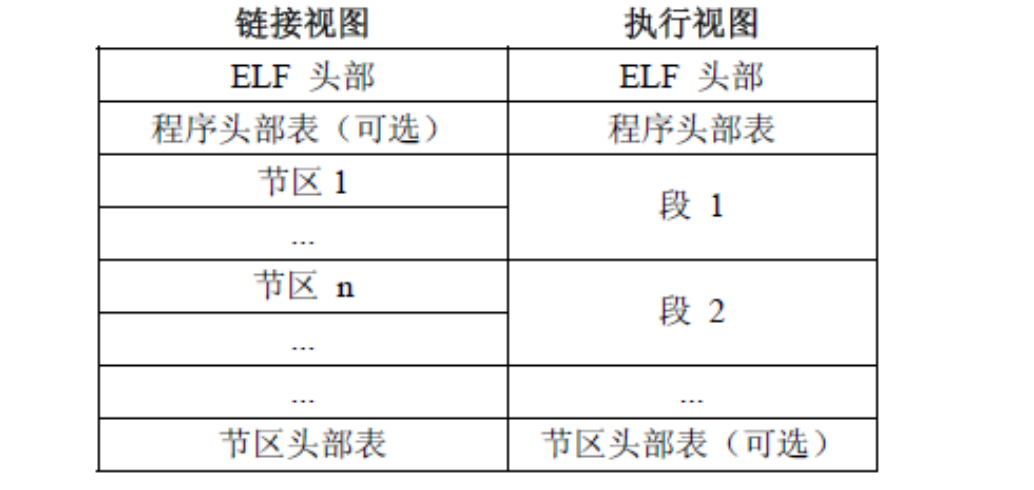 链接视图 执行视图
ELF 头部 ELF 头部
程序头部表（可选） 程序头部表
节区 1
段 1
...
节区 n
段 2
...
... ...
节区头部表 节区头部表（可选）